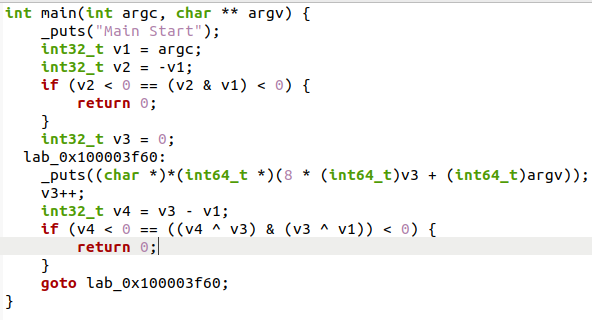 int main(int argc, char ** argv) {
    _puts("Main Start");
    int32_t v1 = argc;
    int32_t v2 = -v1;
    if (v2 < 0 == (v2 & v1) < 0) {
        return 0;
    }
    int32_t v3 = 0;
  lab_0x100003f60:
    _puts((char *)*(int64_t *)(8 * (int64_t)v3 + (int64_t)argv));
    v3++;
    int32_t v4 = v3 - v1;
    if (v4 < 0 == ((v4 ^ v3) & (v3 ^ v1)) < 0) {
        return 0;
    }
    goto lab_0x100003f60;
}